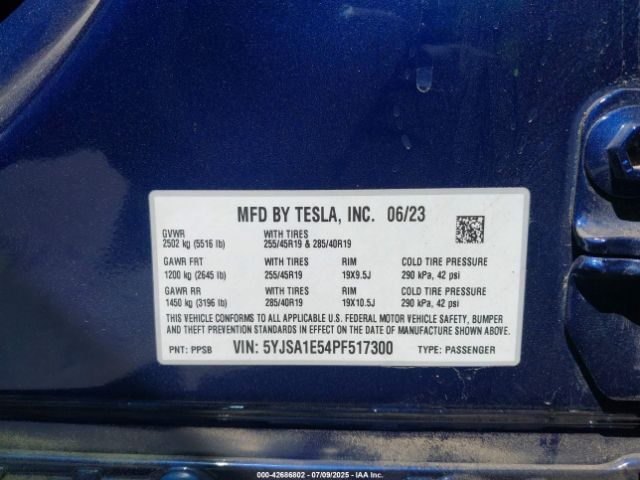 MFD BY TESLA, INC. 06/23
GVWR WITH TIRES
2502 kg (5516 lb) 255/45R19 & 285/40R19
GAWR FRT WITH TIRES RIM COLD TIRE PRESSURE
1200 kg (2645 lb) 255/45R19 19X9.5J 290 kPa, 42 psi
GAWR RR WITH TIRES RIM COLD TIRE PRESSURE
1450 kg (3196 lb) 285/40R19 19X10.5J 290 kPa, 42 psi
THIS VEHICLE CONFORMS TO ALL APPLICABLE U.S. FEDERAL MOTOR VEHICLE SAFETY, BUMPER
AND THEFT PREVENTION STANDARDS IN EFFECT ON THE DATE OF MANUFACTURE SHOWN ABOVE.
PNT: PPSB VIN: 5YJSA1E54PF517300 TYPE: PASSENGER
000-42686802 - 07/09/2025 - IAA Inc.